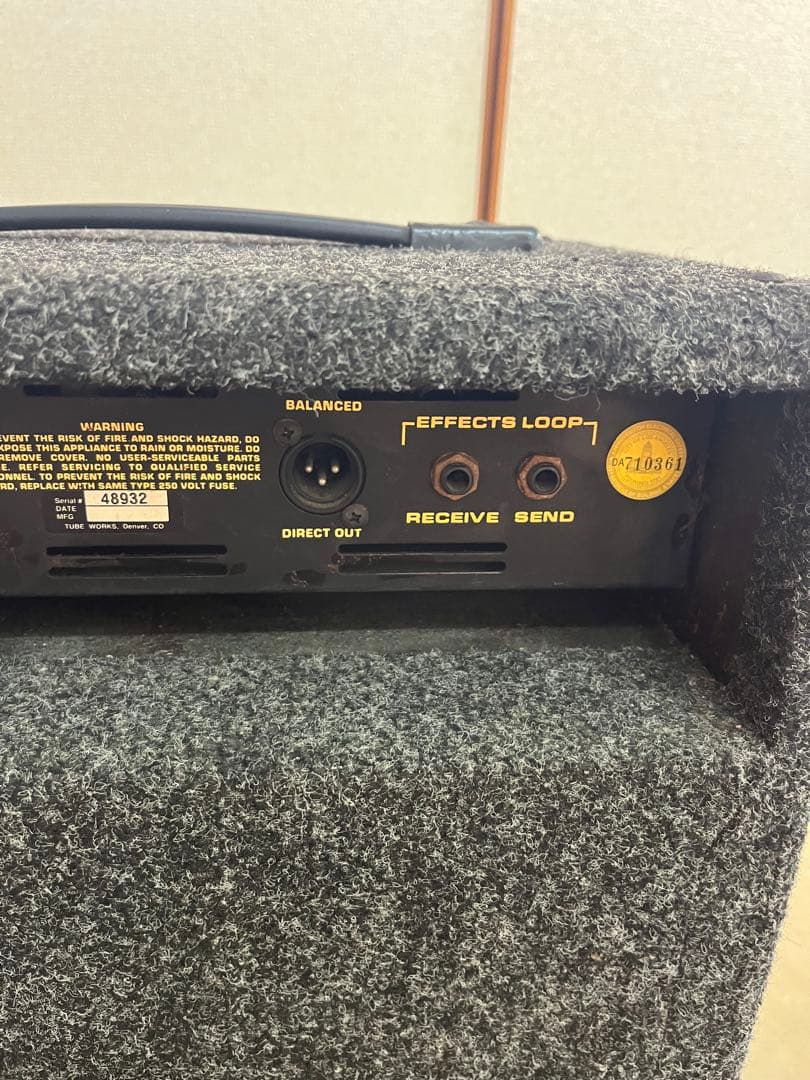 WARNING
EVENT THE RISK OF FIRE AND SHOCK HAZARD, DO
XPOSE THIS APPLIANCE TO RAIN OR MOISTURE. DO
REMOVE COVER. NO USER-SERVICEABLE PARTS
E. REFER SERVICING TO QUALIFIED SERVICE
ONNEL. TO PREVENT THE RISK OF FIRE AND SHOCK
RD, REPLACE WITH SAME TYPE 250 VOLT FUSE.
Serial # 48932
DATE
MFG
TUBE WORKS, Denver, CO
BALANCED
DIRECT OUT
EFFECTS LOOP
RECEIVE SEND
DA710361